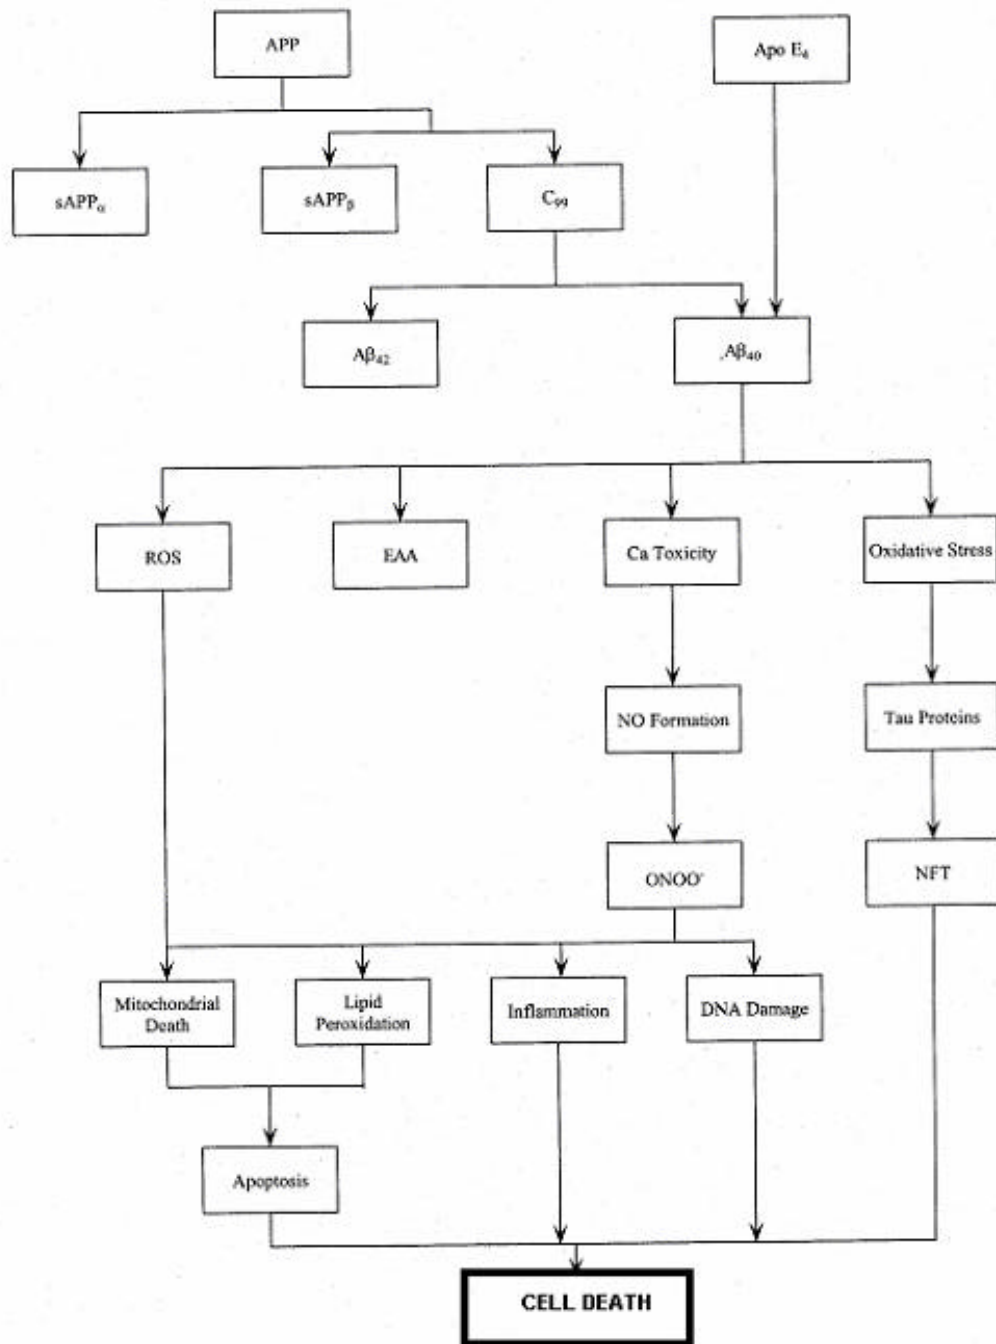 APP
Apo E₄
sAPPα
sAPPβ
C₉₉
Aβ₄₂
Aβ₄₀
ROS
EAA
Ca Toxicity
Oxidative Stress
NO Formation
Tau Proteins
ONOO⁻
NFT
Mitochondrial
Death
Lipid
Peroxidation
Inflammation
DNA Damage
Apoptosis
CELL DEATH